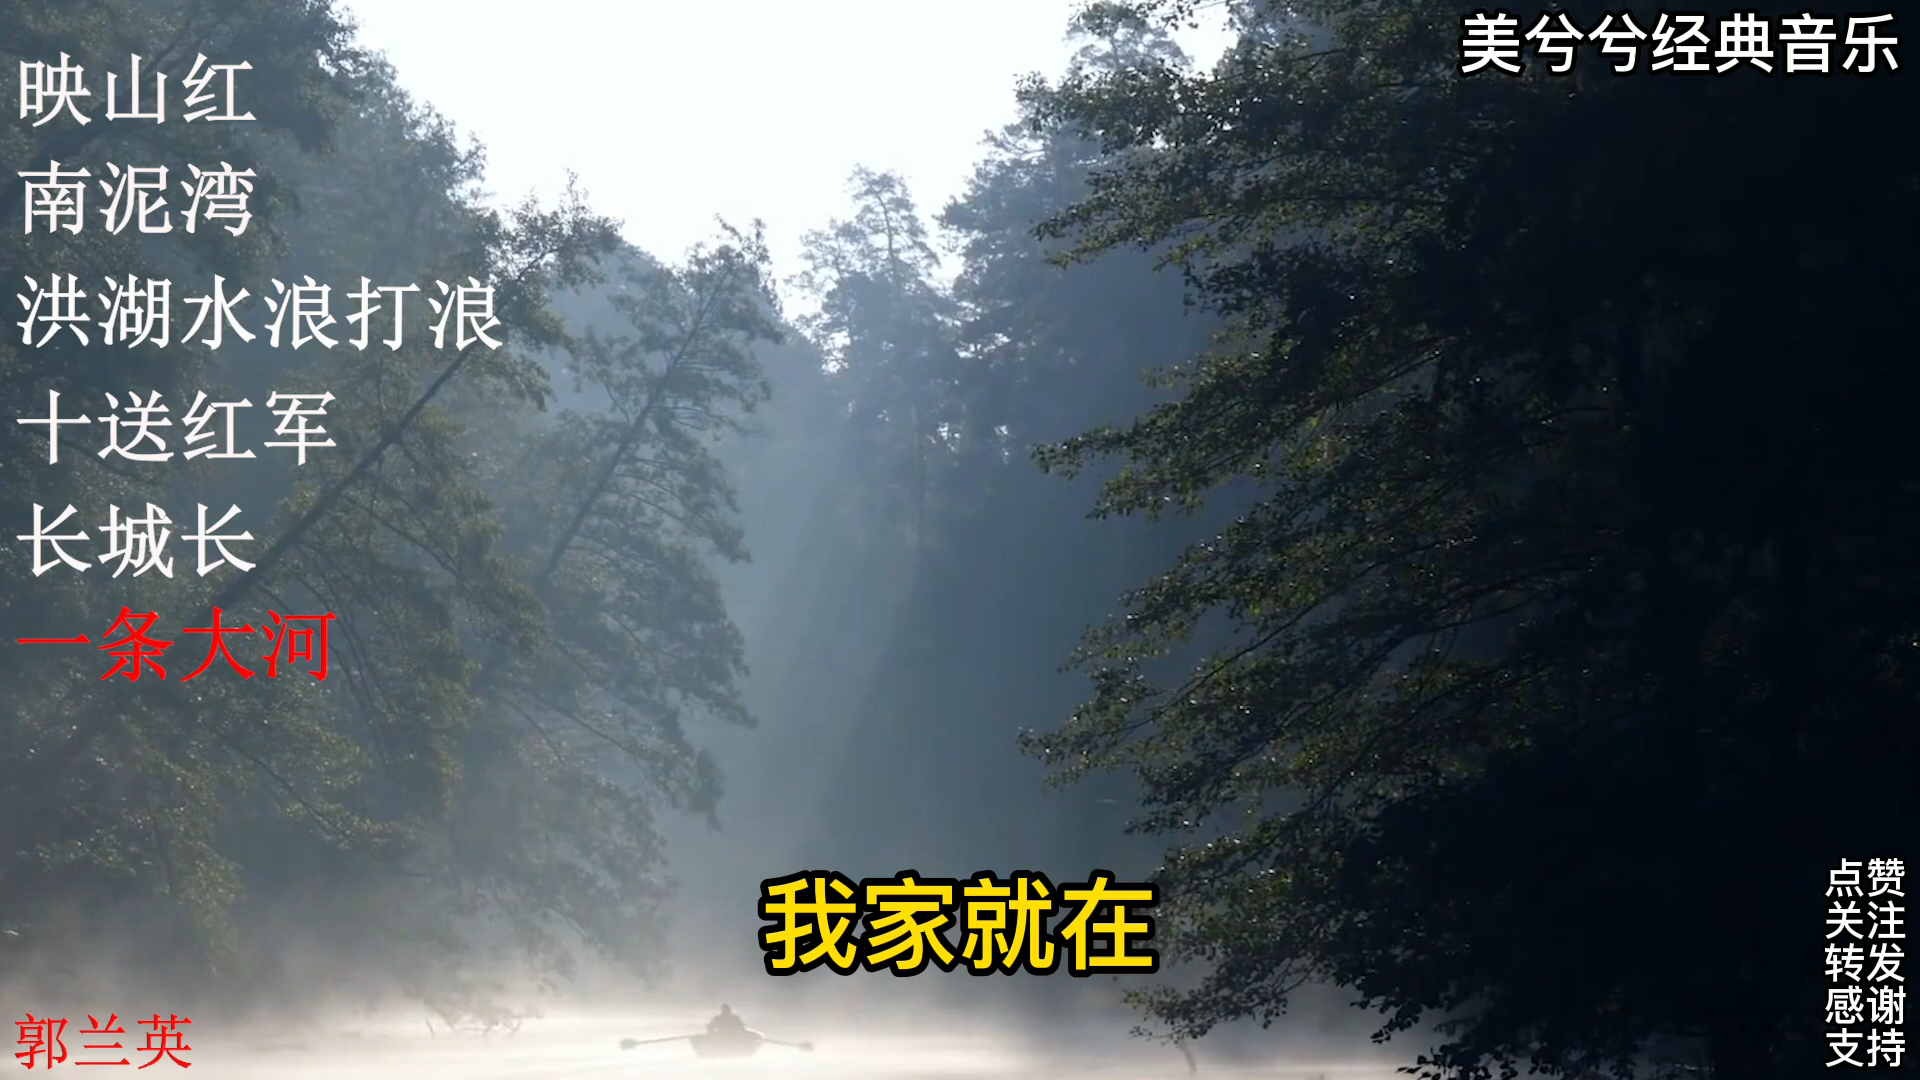 美兮兮经典音乐
映山红
南泥湾
洪湖水浪打浪
十送红军
长城长
一条大河
我家就在
郭兰英
点赞
关注
转发
感谢
支持